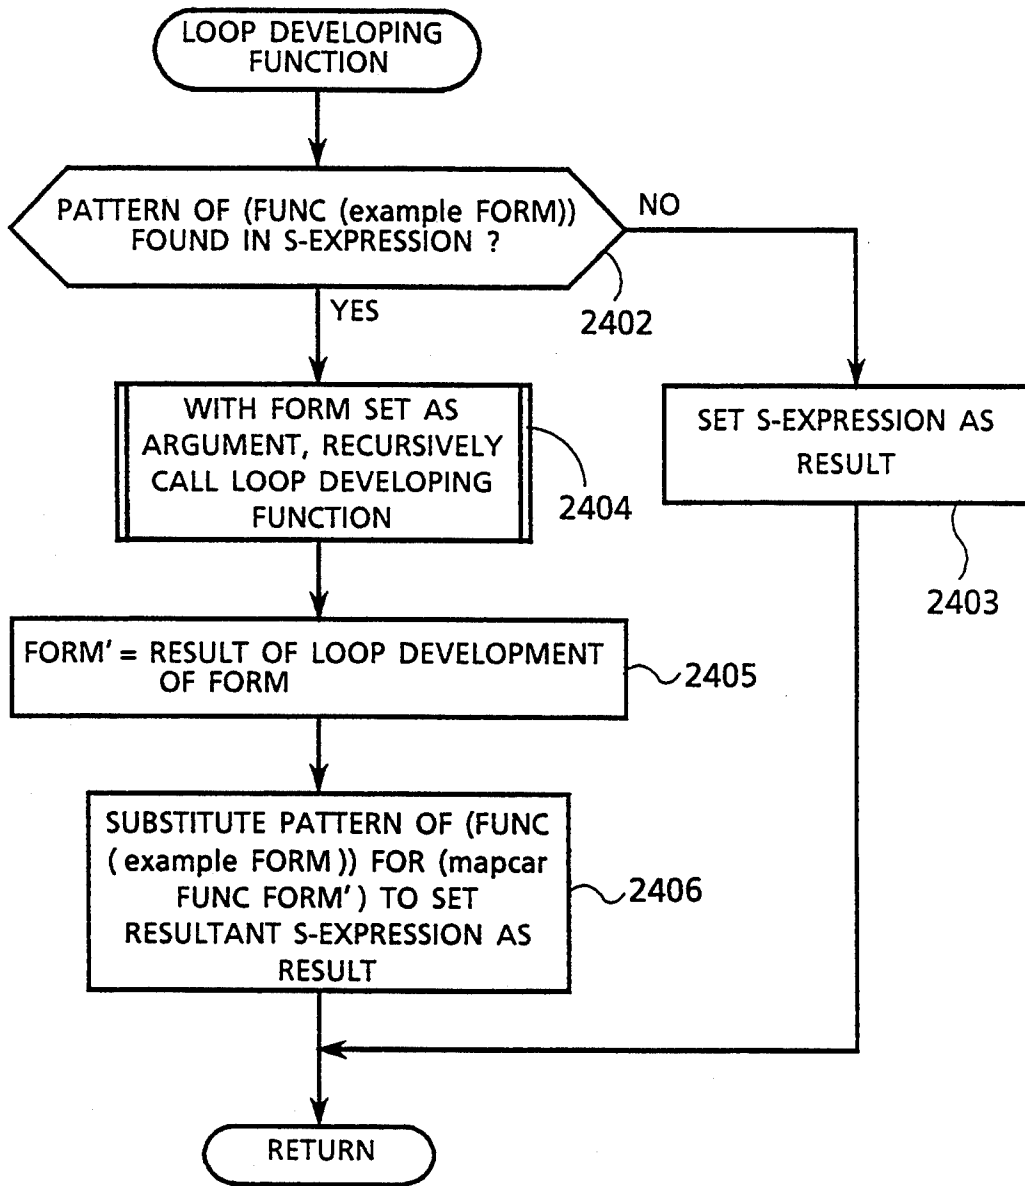 LOOP DEVELOPING
FUNCTION
PATTERN OF (FUNC (example FORM))
FOUND IN S-EXPRESSION ?
NO
2402
YES
WITH FORM SET AS
ARGUMENT, RECURSIVELY
CALL LOOP DEVELOPING
FUNCTION
2404
SET S-EXPRESSION AS
RESULT
2403
FORM' = RESULT OF LOOP DEVELOPMENT
OF FORM
2405
SUBSTITUTE PATTERN OF (FUNC
(example FORM)) FOR (mapcar
FUNC FORM') TO SET
RESULTANT S-EXPRESSION AS
RESULT
2406
RETURN